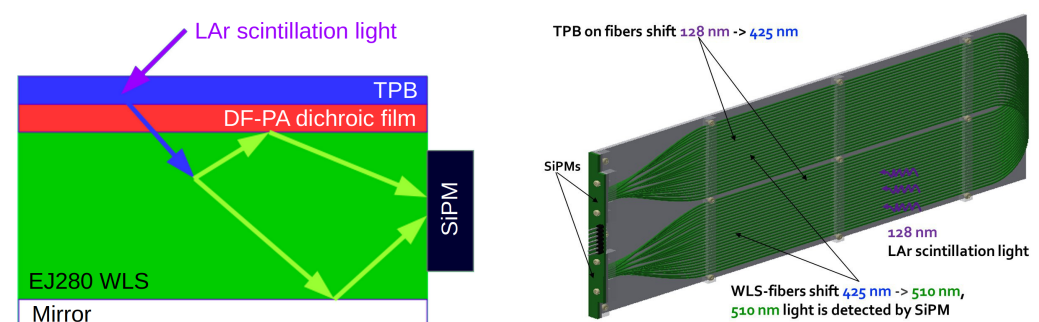 LAr scintillation light
TPB
DF-PA dichroic film
SiPM
EJ280 WLS
Mirror
TPB on fibers shift 128 nm -> 425 nm
SiPMs
128 nm
LAr scintillation light
WLS-fibers shift 425 nm -> 510 nm,
510 nm light is detected by SiPM